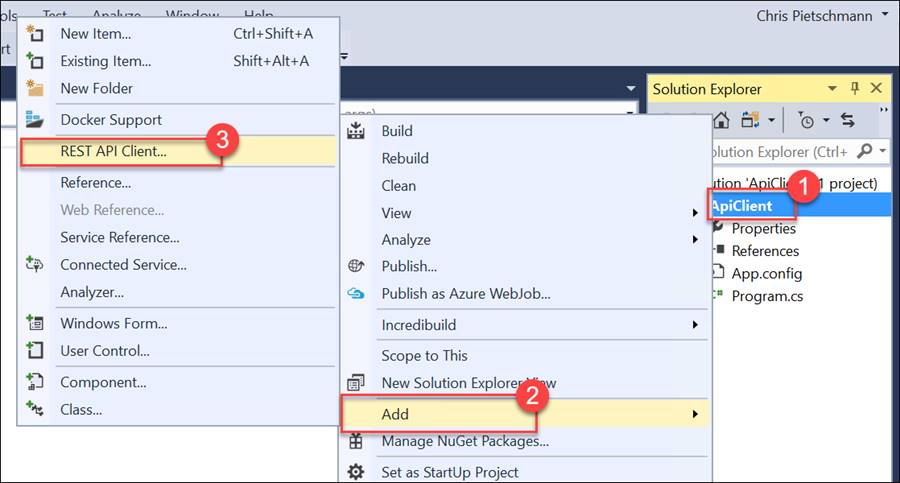 Test Analyze Window Help
Chris Pietschmann
New Item... Ctrl+Shift+A
Existing Item... Shift+Alt+A
New Folder
Docker Support
REST API Client...
3
Reference...
Web Reference...
Service Reference...
Connected Service...
Analyzer...
Windows Form...
User Control...
Component...
Class...
args)
Build
Rebuild
Clean
View
Analyze
Publish...
Publish as Azure WebJob...
Incredibuild
Scope to This
New Solution Explorer View
2
Add
Manage NuGet Packages...
Set as StartUp Project
Solution Explorer
olution Explorer (Ctrl+
ution 'ApiClie 1 project)
1
ApiClient
Properties
References
App.config
C#
Program.cs